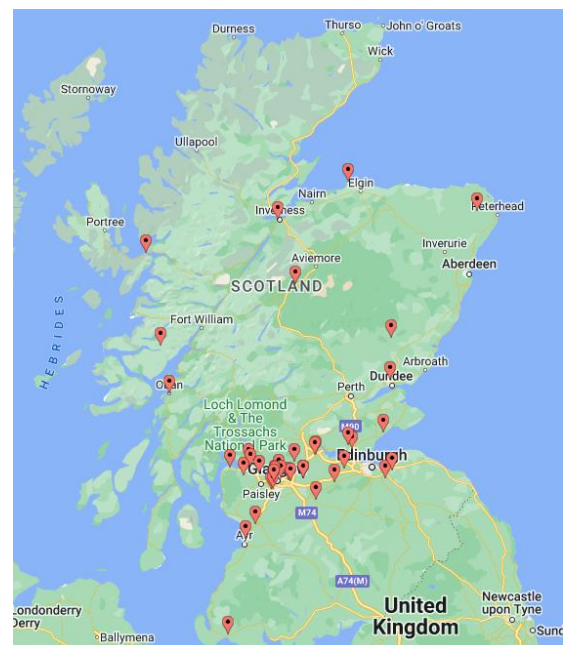 Durness
Thurso
John o' Groats
Wick
Stornoway
Ullapool
Elgin
Nairn
Peterhead
Inverness
Portree
Inverurie
Aviemore
Aberdeen
SCOTLAND
HEBRIDES
Fort William
Arbroath
Dundee
Oban
Perth
Loch Lomond
& The
Trossachs
National Park
M90
Edinburgh
Paisley
M74
Ayr
A74(M)
Newcastle
upon Tyne
United
Kingdom
Londonderry
Derry
Ballymena